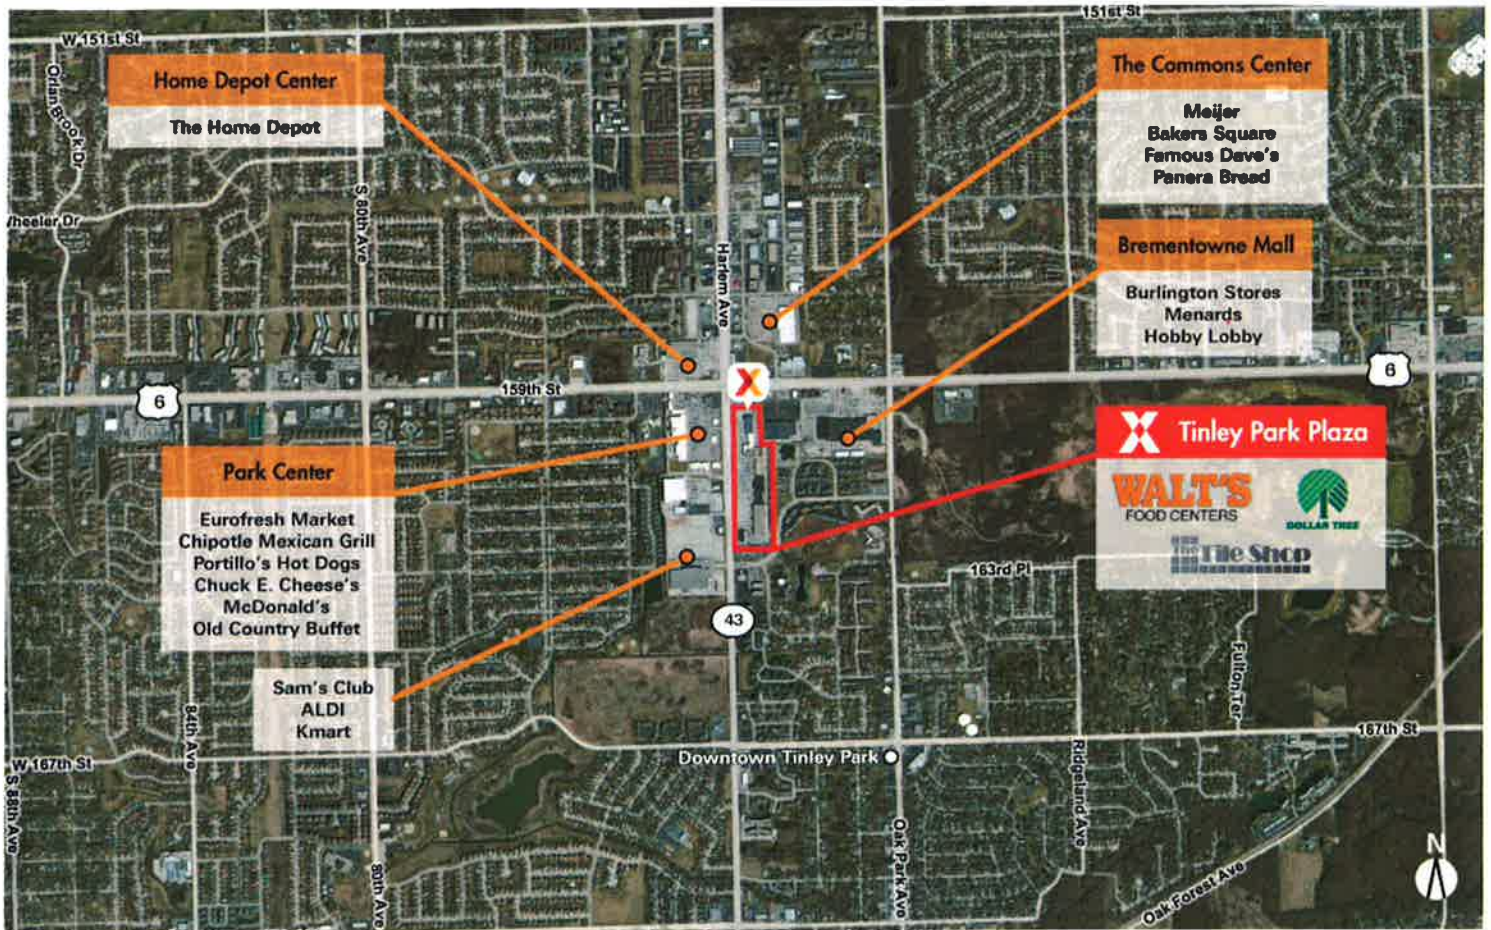 W 151st St
151st St
Orlan Brook Dr
Home Depot Center
The Home Depot
The Commons Center
Meijer
Bakers Square
Famous Dave's
Panera Bread
S 80th Ave
Harlem Ave
Brementowne Mall
Burlington Stores
Menards
Hobby Lobby
6
159th St
6
Tinley Park Plaza
WALT'S
FOOD CENTERS
DOLLAR TREE
The Tile Shop
Park Center
Eurofresh Market
Chipotle Mexican Grill
Portillo's Hot Dogs
Chuck E. Cheese's
McDonald's
Old Country Buffet
Sam's Club
ALDI
Kmart
163rd Pl
43
Fulton Ter
84th Ave
W 167th St
167th St
Downtown Tinley Park
S 88th Ave
80th Ave
Oak Park Ave
Ridgeland Ave
Oak Forest Ave
N